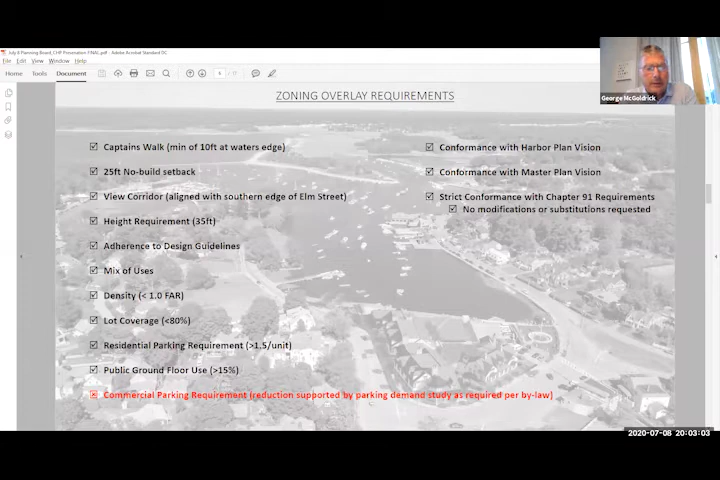 July 8 Planning Board_CHP Presentation FINAL.pdf - Adobe Acrobat Standard DC
File Edit View Window Help
Home Tools Document
ZONING OVERLAY REQUIREMENTS
George McGoldrick
Captains Walk (min of 10ft at waters edge)
25ft No-build setback
View Corridor (aligned with southern edge of Elm Street)
Height Requirement (35ft)
Adherence to Design Guidelines
Mix of Uses
Density (< 1.0 FAR)
Lot Coverage (<80%)
Residential Parking Requirement (>1.5/unit)
Public Ground Floor Use (>15%)
Commercial Parking Requirement (reduction supported by parking demand study as required per by-law)
Conformance with Harbor Plan Vision
Conformance with Master Plan Vision
Strict Conformance with Chapter 91 Requirements
No modifications or substitutions requested
2020-07-08 20:03:03